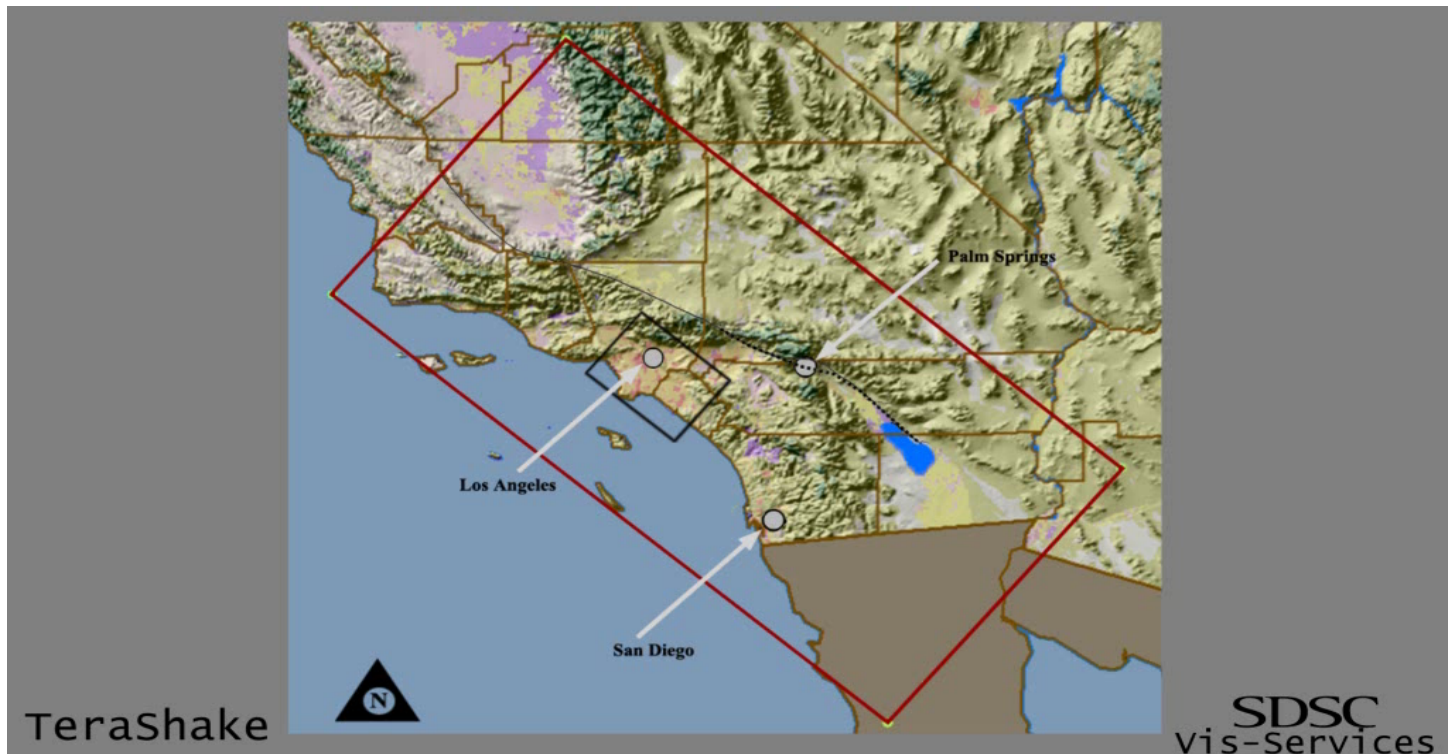 Palm Springs
Los Angeles
San Diego
N
TeraShake
SDSC
Vis-Services